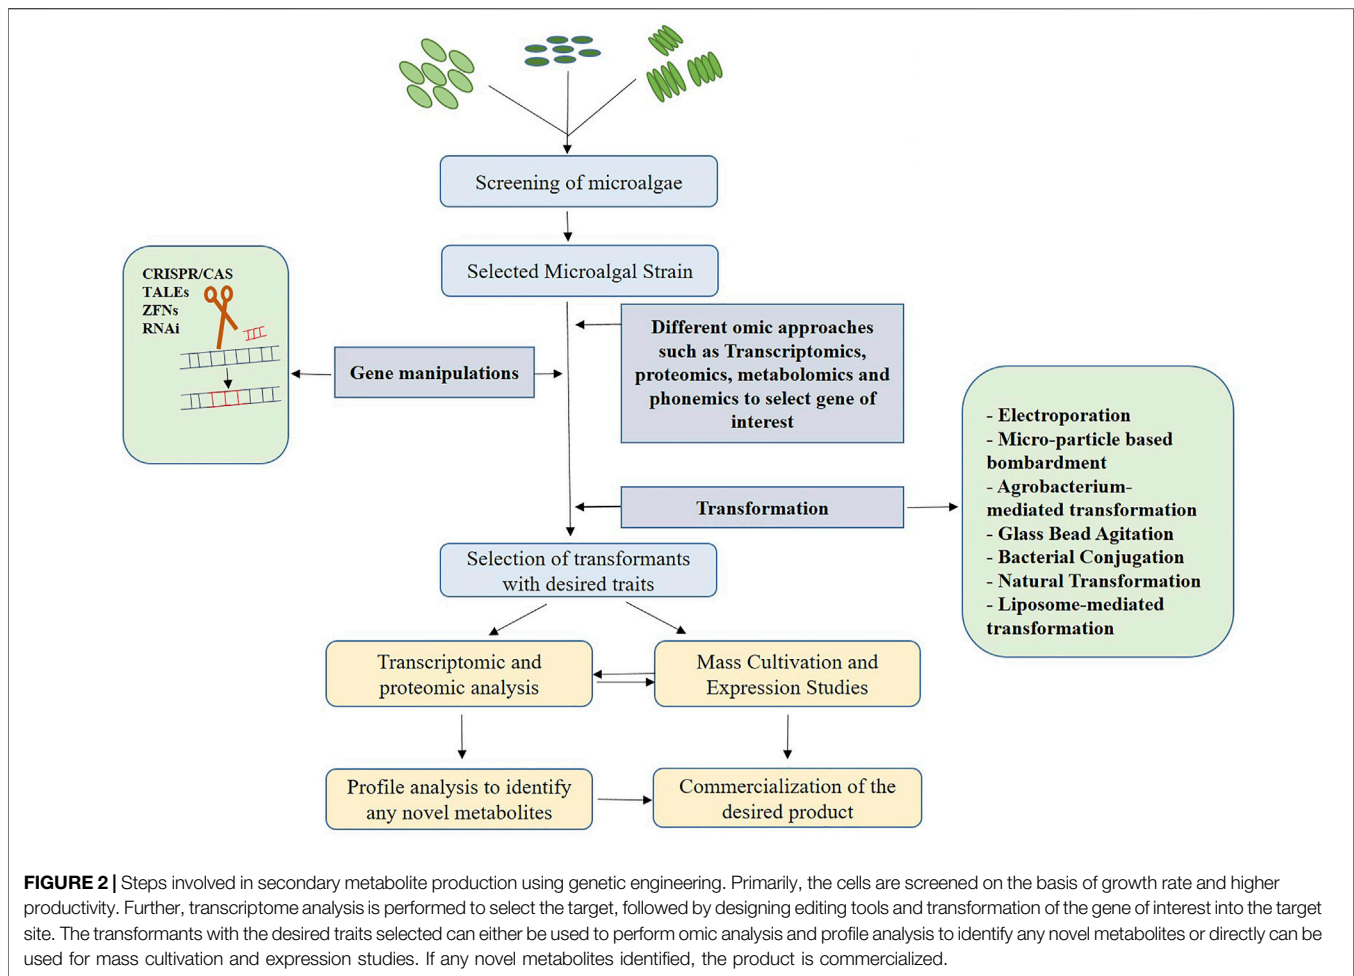 Screening of microalgae
Selected Microalgal Strain
CRISPR/CAS
TALEs
ZFNs
RNAi
Gene manipulations
Different omic approaches
such as Transcriptomics,
proteomics, metabolomics and
phonemics to select gene of
interest
Transformation
- Electroporation
- Micro-particle based
bombardment
- Agrobacterium-
mediated transformation
- Glass Bead Agitation
- Bacterial Conjugation
- Natural Transformation
- Liposome-mediated
transformation
Selection of transformants
with desired traits
Transcriptomic and
proteomic analysis
Mass Cultivation and
Expression Studies
Profile analysis to identify
any novel metabolites
Commercialization of the
desired product
FIGURE 2 | Steps involved in secondary metabolite production using genetic engineering. Primarily, the cells are screened on the basis of growth rate and higher
productivity. Further, transcriptome analysis is performed to select the target, followed by designing editing tools and transformation of the gene of interest into the target
site. The transformants with the desired traits selected can either be used to perform omic analysis and profile analysis to identify any novel metabolites or directly can be
used for mass cultivation and expression studies. If any novel metabolites identified, the product is commercialized.